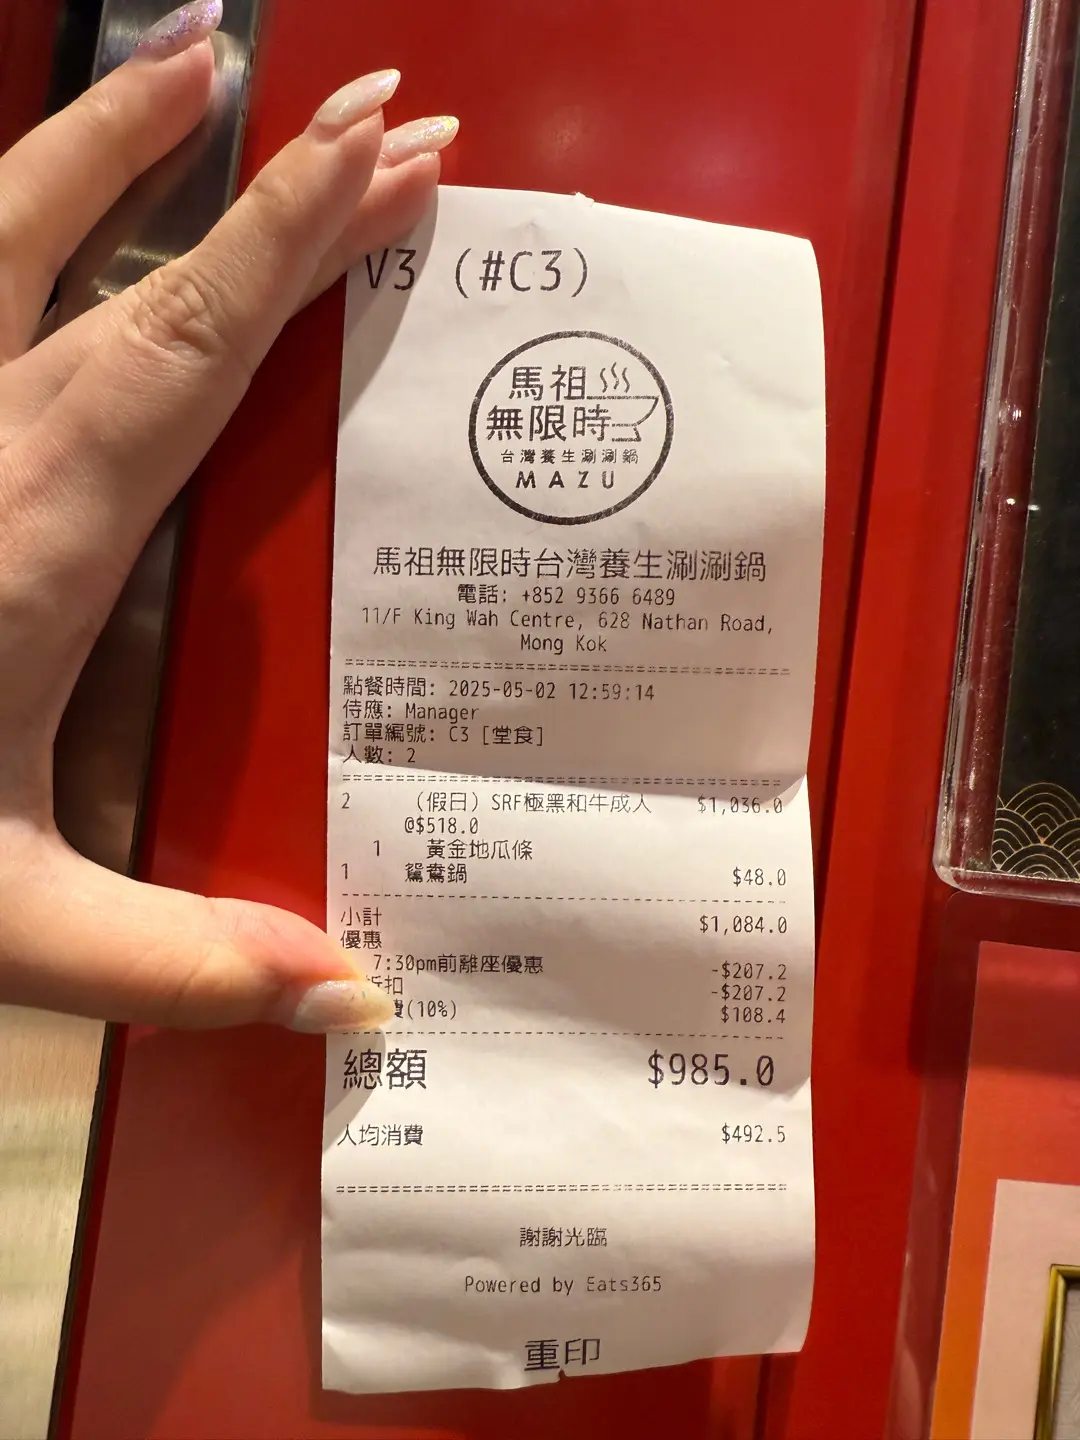 V3 (#C3)
馬祖
無限時
台灣養生涮涮鍋
MAZU
馬祖無限時台灣養生涮涮鍋
電話: +852 9366 6489
11/F King Wah Centre, 628 Nathan Road,
Mong Kok
點餐時間: 2025-05-02 12:59:14
侍應: Manager
訂單編號: C3 [堂食]
人數: 2
2 （假日）SRF極黑和牛成人 $1,036.0
@$518.0
1 黃金地瓜條
1 鴛鴦鍋 $48.0
小計 $1,084.0
優惠
7:30pm前離座優惠 -$207.2
折扣 -$207.2
費(10%) $108.4
總額 $985.0
人均消費 $492.5
謝謝光臨
Powered by Eats365
重印